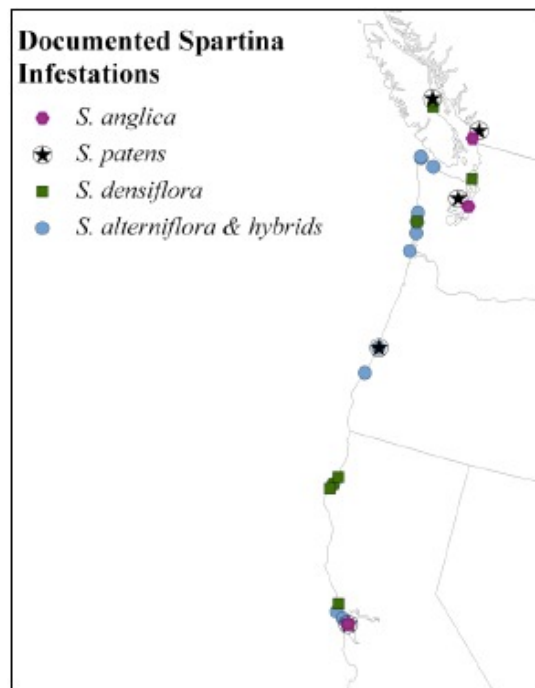 Documented Spartina
Infestations
S. anglica
S. patens
S. densiflora
S. alterniflora & hybrids